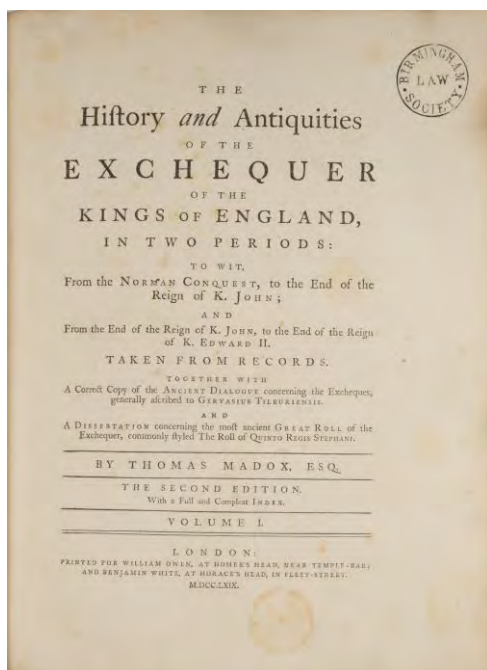 BIRMINGHAM
LAW
SOCIETY
THE
Hiſtory and Antiquities
OF THE
EXCHEQUER
OF THE
KINGS OF ENGLAND,
IN TWO PERIODS:
TO WIT,
From the NORMAN CONQUEST, to the End of the
Reign of K. JOHN;
AND
From the End of the Reign of K. JOHN, to the End of the Reign
of K. EDWARD II.
TAKEN FROM RECORDS.
TOGETHER WITH
A Correct Copy of the ANCIENT DIALOGUE concerning the Exchequer,
generally aſcribed to GERVASIUS TILBURIENSIS.
AND
A DISSERTATION concerning the moſt ancient GREAT ROLL of the
Exchequer, commonly ſtyled The Roll of QUINTO REGIS STEPHANI.
BY THOMAS MADOX, ESQ.
THE SECOND EDITION.
With a Full and Compleat INDEX.
VOLUME I.
LONDON:
PRINTED FOR WILLIAM OWEN, AT HOMER'S HEAD, NEAR TEMPLE-BAR;
AND BENJAMIN WHITE, AT HORACE'S HEAD, IN FLEET-STREET.
M.DCC.LXIX.